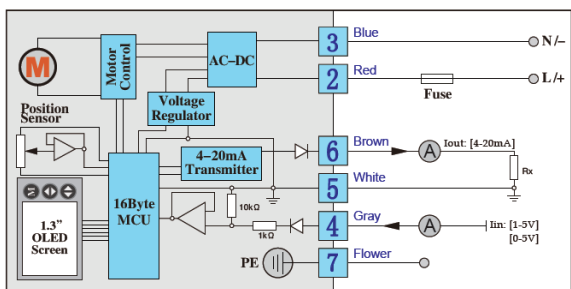 3
Blue
N/−
M
Motor
Control
AC-DC
2
Red
L/+
Fuse
Position
Sensor
Voltage
Regulator
4-20mA
Transmitter
6
Brown
A
Iout: [4-20mA]
Rx
5
White
16Byte
MCU
1.3”
OLED
Screen
10kΩ
1kΩ
4
Gray
A
Iin: [1-5V]
[0-5V]
PE
7
Flower